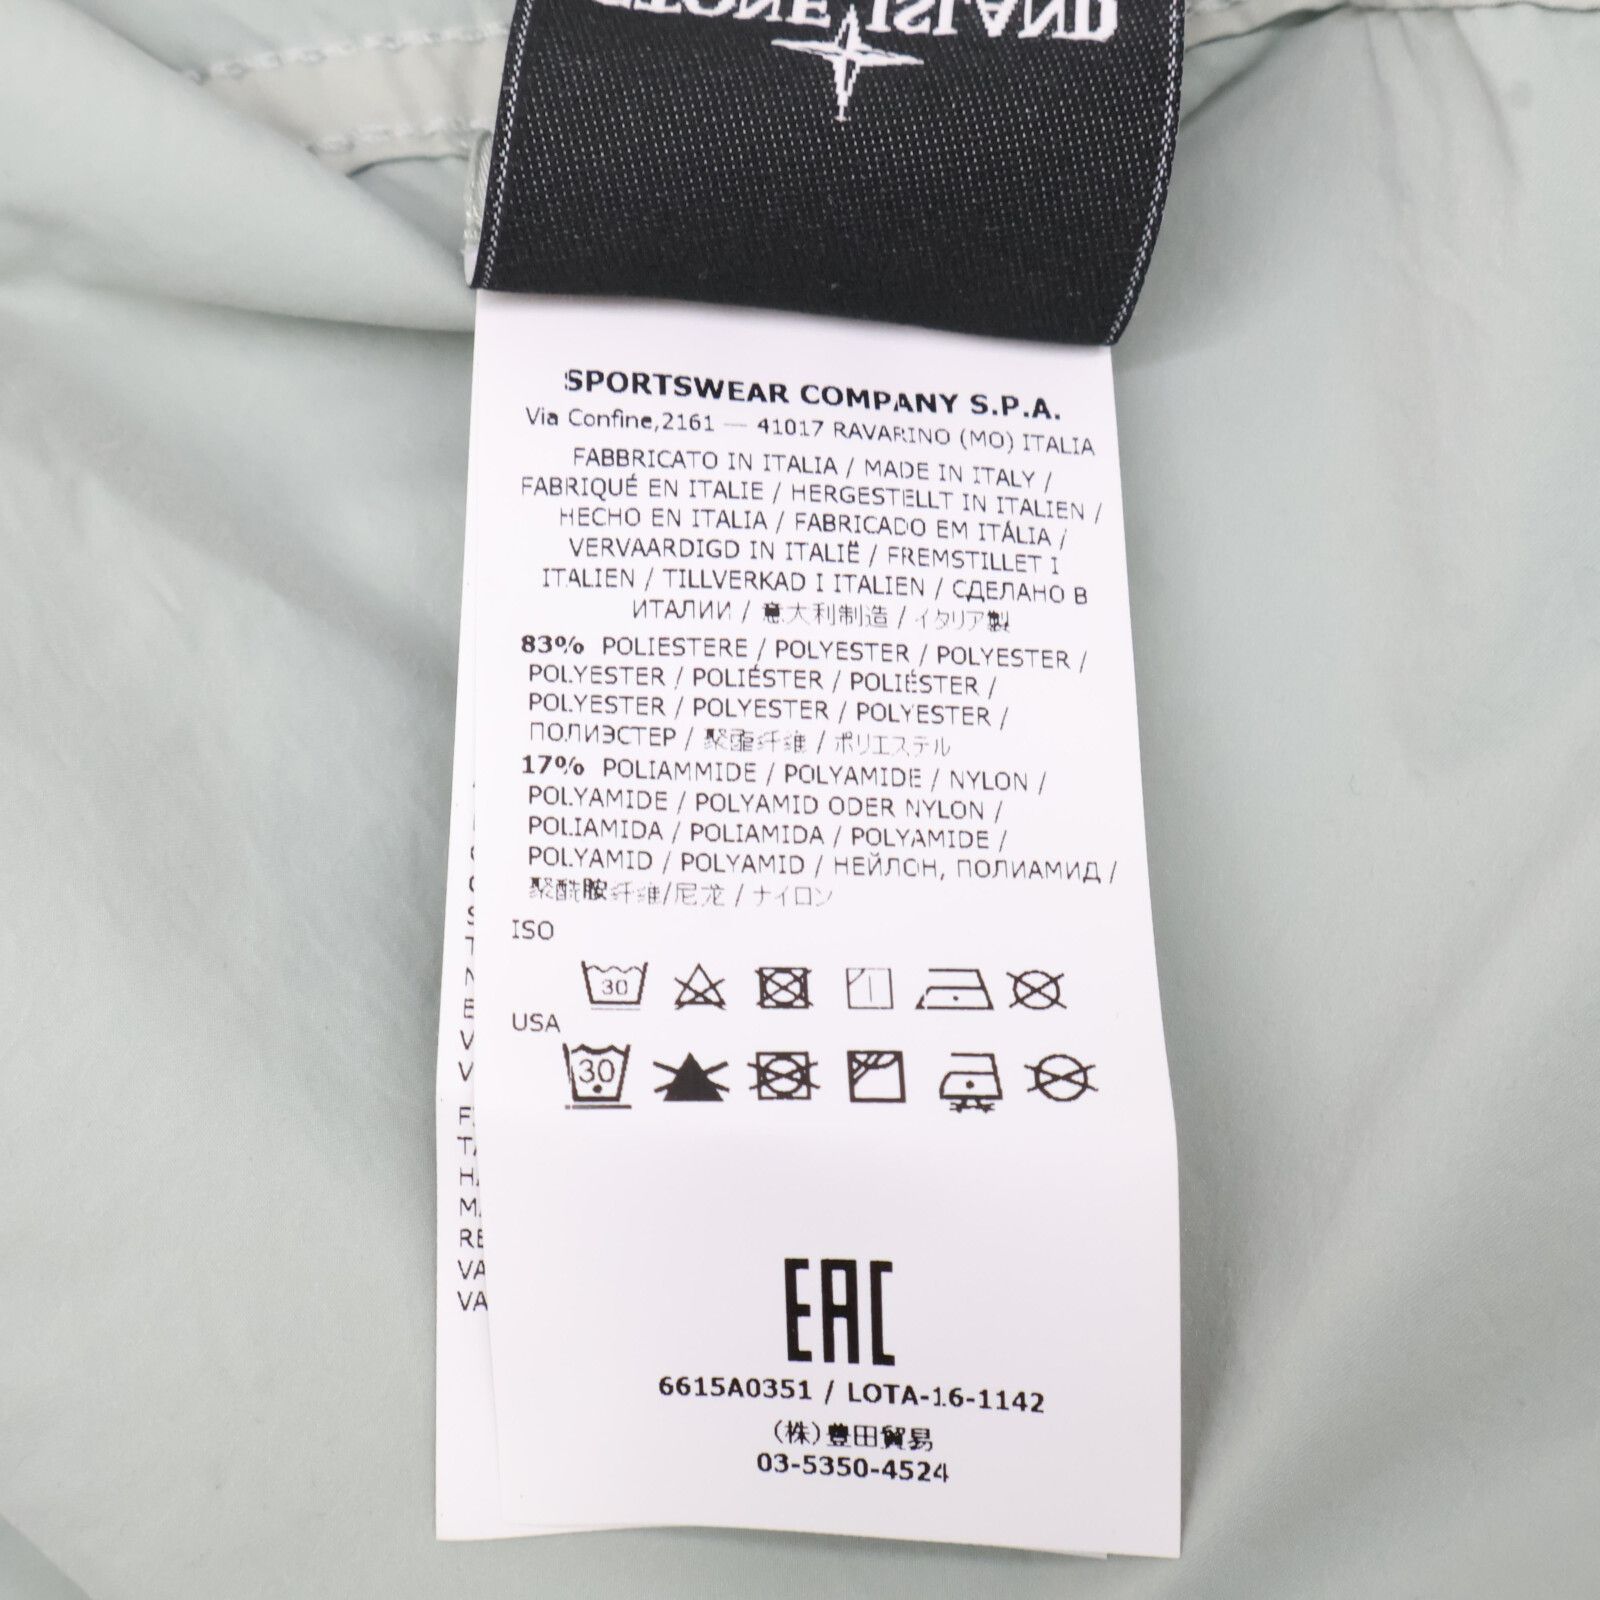 STONE ISLAND
SPORTSWEAR COMPANY S.P.A.
Via Confine,2161 — 41017 RAVARINO (MO) ITALIA
FABBRICATO IN ITALIA / MADE IN ITALY /
FABRIQUÉ EN ITALIE / HERGESTELLT IN ITALIEN /
HECHO EN ITALIA / FABRICADO EM ITÁLIA /
VERVAARDIGD IN ITALIË / FREMSTILLET I
ITALIEN / TILLVERKAD I ITALIEN / СДЕЛАНО В
ИТАЛИИ / 意大利制造 / イタリア製
83% POLIESTERE / POLYESTER / POLYESTER /
POLYESTER / POLIÉSTER / POLIÉSTER /
POLYESTER / POLYESTER / POLYESTER /
ПОЛИЭСТЕР / 聚酯纤维 / ポリエステル
17% POLIAMMIDE / POLYAMIDE / NYLON /
POLYAMIDE / POLYAMID ODER NYLON /
POLIAMIDA / POLIAMIDA / POLYAMIDE /
POLYAMID / POLYAMID / НЕЙЛОН, ПОЛИАМИД /
聚酰胺纤维/尼龙 / ナイロン
ISO
30
USA
30
EAC
6615A0351 / LOTA-16-1142
(株)豊田貿易
03-5350-4524